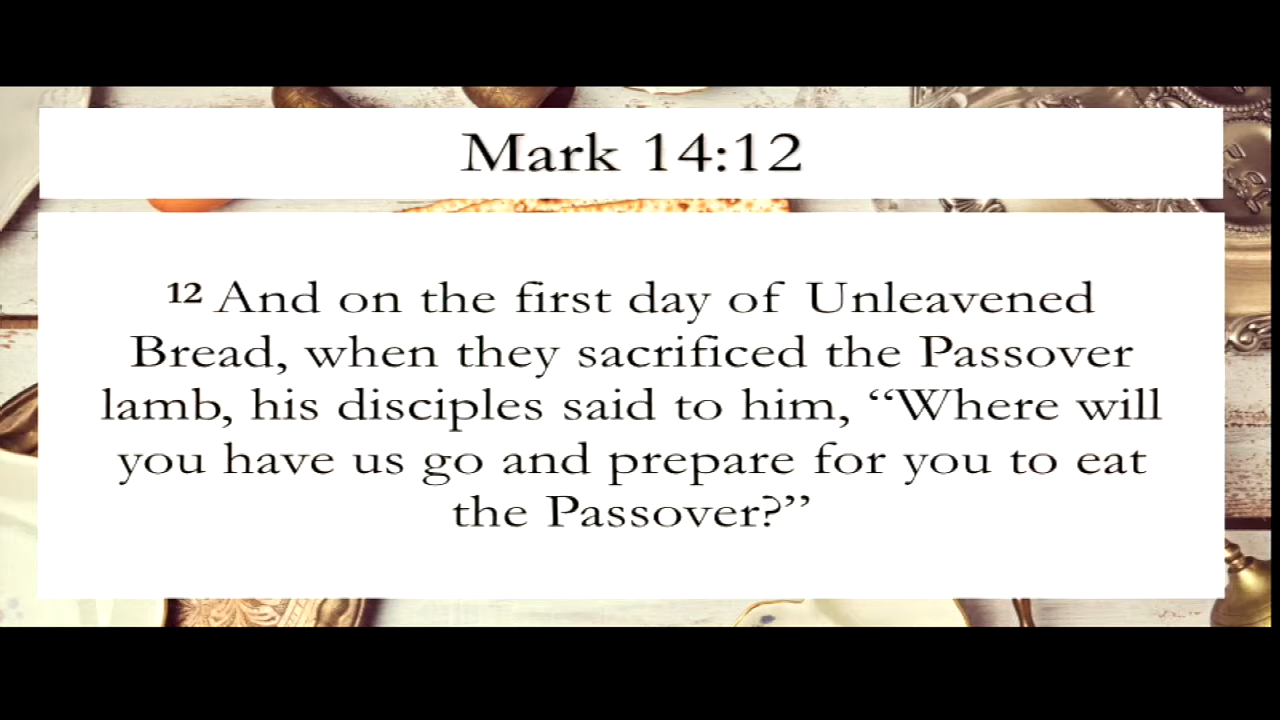 Mark 14:12
12 And on the first day of Unleavened
Bread, when they sacrificed the Passover
lamb, his disciples said to him, “Where will
you have us go and prepare for you to eat
the Passover?”